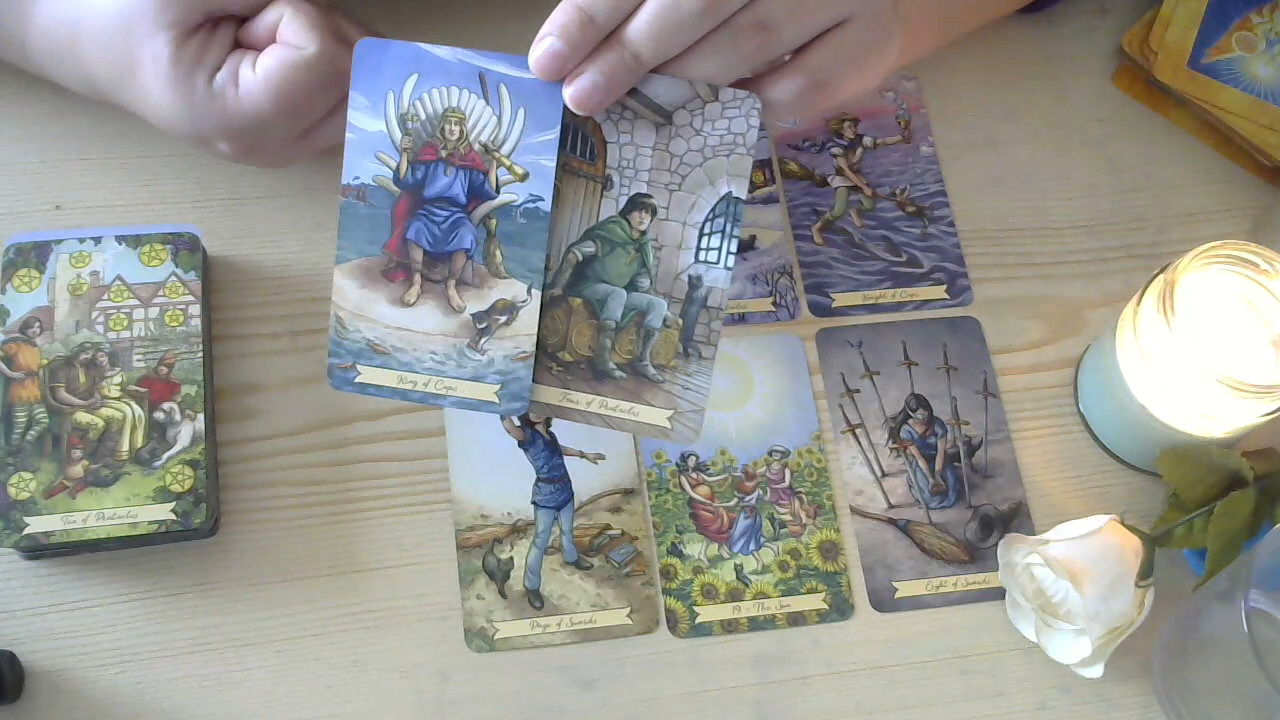 King of Cups
Four of Pentacles
Knight of Cups
Ten of Pentacles
Page of Swords
19 - The Sun
Eight of Swords